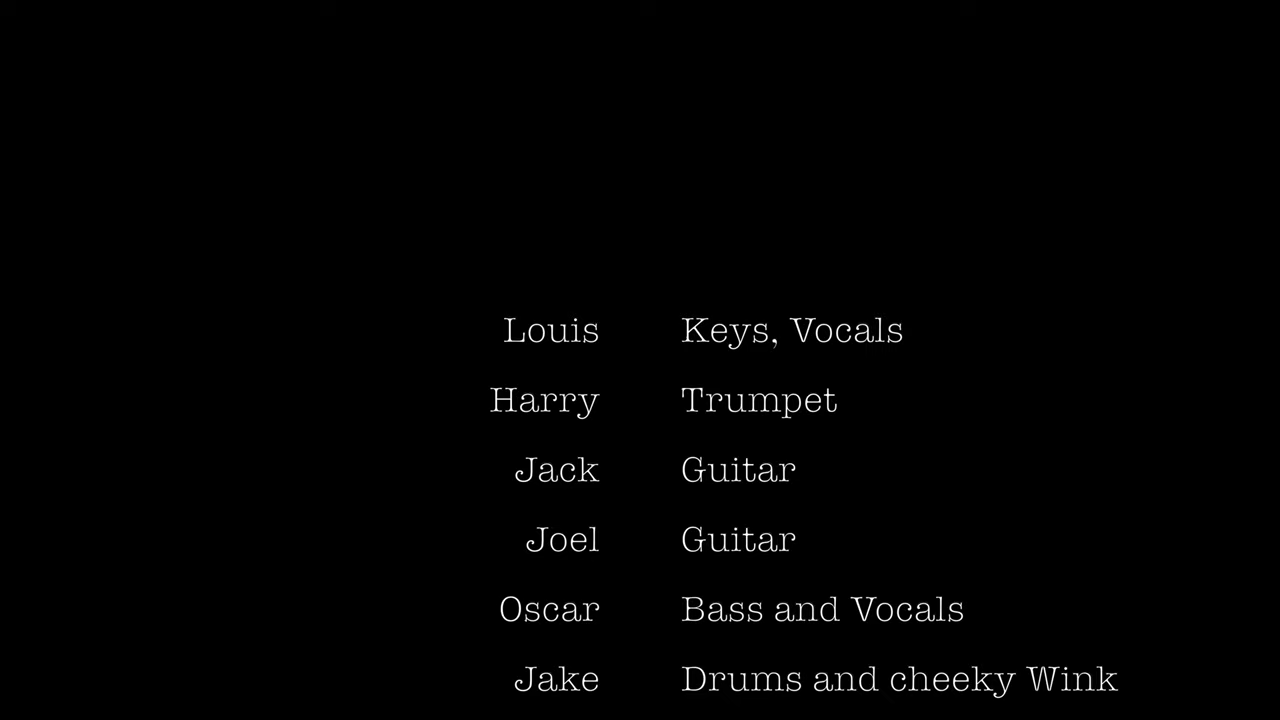 Louis Keys, Vocals
Harry Trumpet
Jack Guitar
Joel Guitar
Oscar Bass and Vocals
Jake Drums and cheeky Wink